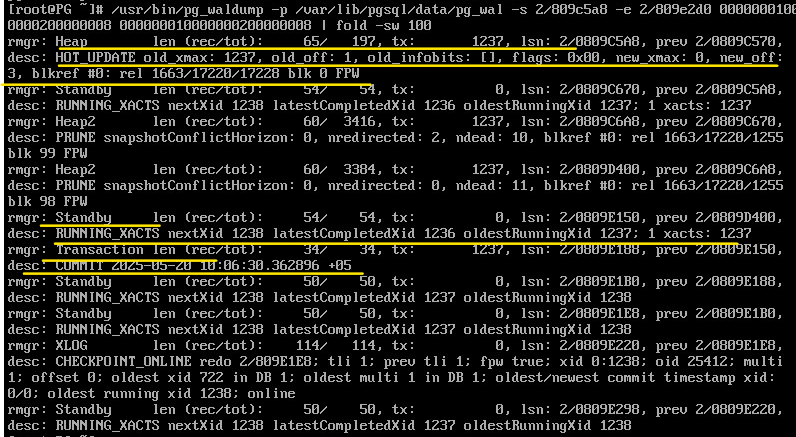 [root@PG ~]# /usr/bin/pg_waldump -p /var/lib/pgsql/data/pg_wal -s 2/809c5a8 -e 2/809e2d0 0000000100
00000200000008 000000010000000200000008 | fold -sw 100
rmgr: Heap        len (rec/tot):     65/   197, tx:       1237, lsn: 2/0809C5A8, prev 2/0809C570,
desc: HOT_UPDATE old_xmax: 1237, old_off: 1, old_infobits: [], flags: 0x00, new_xmax: 0, new_off:
3, blkref #0: rel 1663/17220/17228 blk 0 FPW
rmgr: Standby     len (rec/tot):     54/    54, tx:          0, lsn: 2/0809C670, prev 2/0809C5A8,
desc: RUNNING_XACTS nextXid 1238 latestCompletedXid 1236 oldestRunningXid 1237; 1 xacts: 1237
rmgr: Heap2       len (rec/tot):     60/  3416, tx:       1237, lsn: 2/0809C6A8, prev 2/0809C670,
desc: PRUNE snapshotConflictHorizon: 0, nredirected: 2, ndead: 10, blkref #0: rel 1663/17220/1255
blk 99 FPW
rmgr: Heap2       len (rec/tot):     60/  3384, tx:       1237, lsn: 2/0809D400, prev 2/0809C6A8,
desc: PRUNE snapshotConflictHorizon: 0, nredirected: 0, ndead: 11, blkref #0: rel 1663/17220/1255
blk 98 FPW
rmgr: Standby     len (rec/tot):     54/    54, tx:          0, lsn: 2/0809E150, prev 2/0809D400,
desc: RUNNING_XACTS nextXid 1238 latestCompletedXid 1236 oldestRunningXid 1237; 1 xacts: 1237
rmgr: Transaction len (rec/tot):     34/    34, tx:       1237, lsn: 2/0809E188, prev 2/0809E150,
desc: COMMIT 2025-05-20 10:06:30.362896 +05
rmgr: Standby     len (rec/tot):     50/    50, tx:          0, lsn: 2/0809E1B0, prev 2/0809E188,
desc: RUNNING_XACTS nextXid 1238 latestCompletedXid 1237 oldestRunningXid 1238
rmgr: Standby     len (rec/tot):     50/    50, tx:          0, lsn: 2/0809E1E8, prev 2/0809E1B0,
desc: RUNNING_XACTS nextXid 1238 latestCompletedXid 1237 oldestRunningXid 1238
rmgr: XLOG        len (rec/tot):    114/   114, tx:          0, lsn: 2/0809E220, prev 2/0809E1E8,
desc: CHECKPOINT_ONLINE redo 2/809E1E8; tli 1; prev tli 1; fpw true; xid 0:1238; oid 25412; multi
1; offset 0; oldest xid 722 in DB 1; oldest multi 1 in DB 1; oldest/newest commit timestamp xid:
0/0; oldest running xid 1238; online
rmgr: Standby     len (rec/tot):     50/    50, tx:          0, lsn: 2/0809E298, prev 2/0809E220,
desc: RUNNING_XACTS nextXid 1238 latestCompletedXid 1237 oldestRunningXid 1238